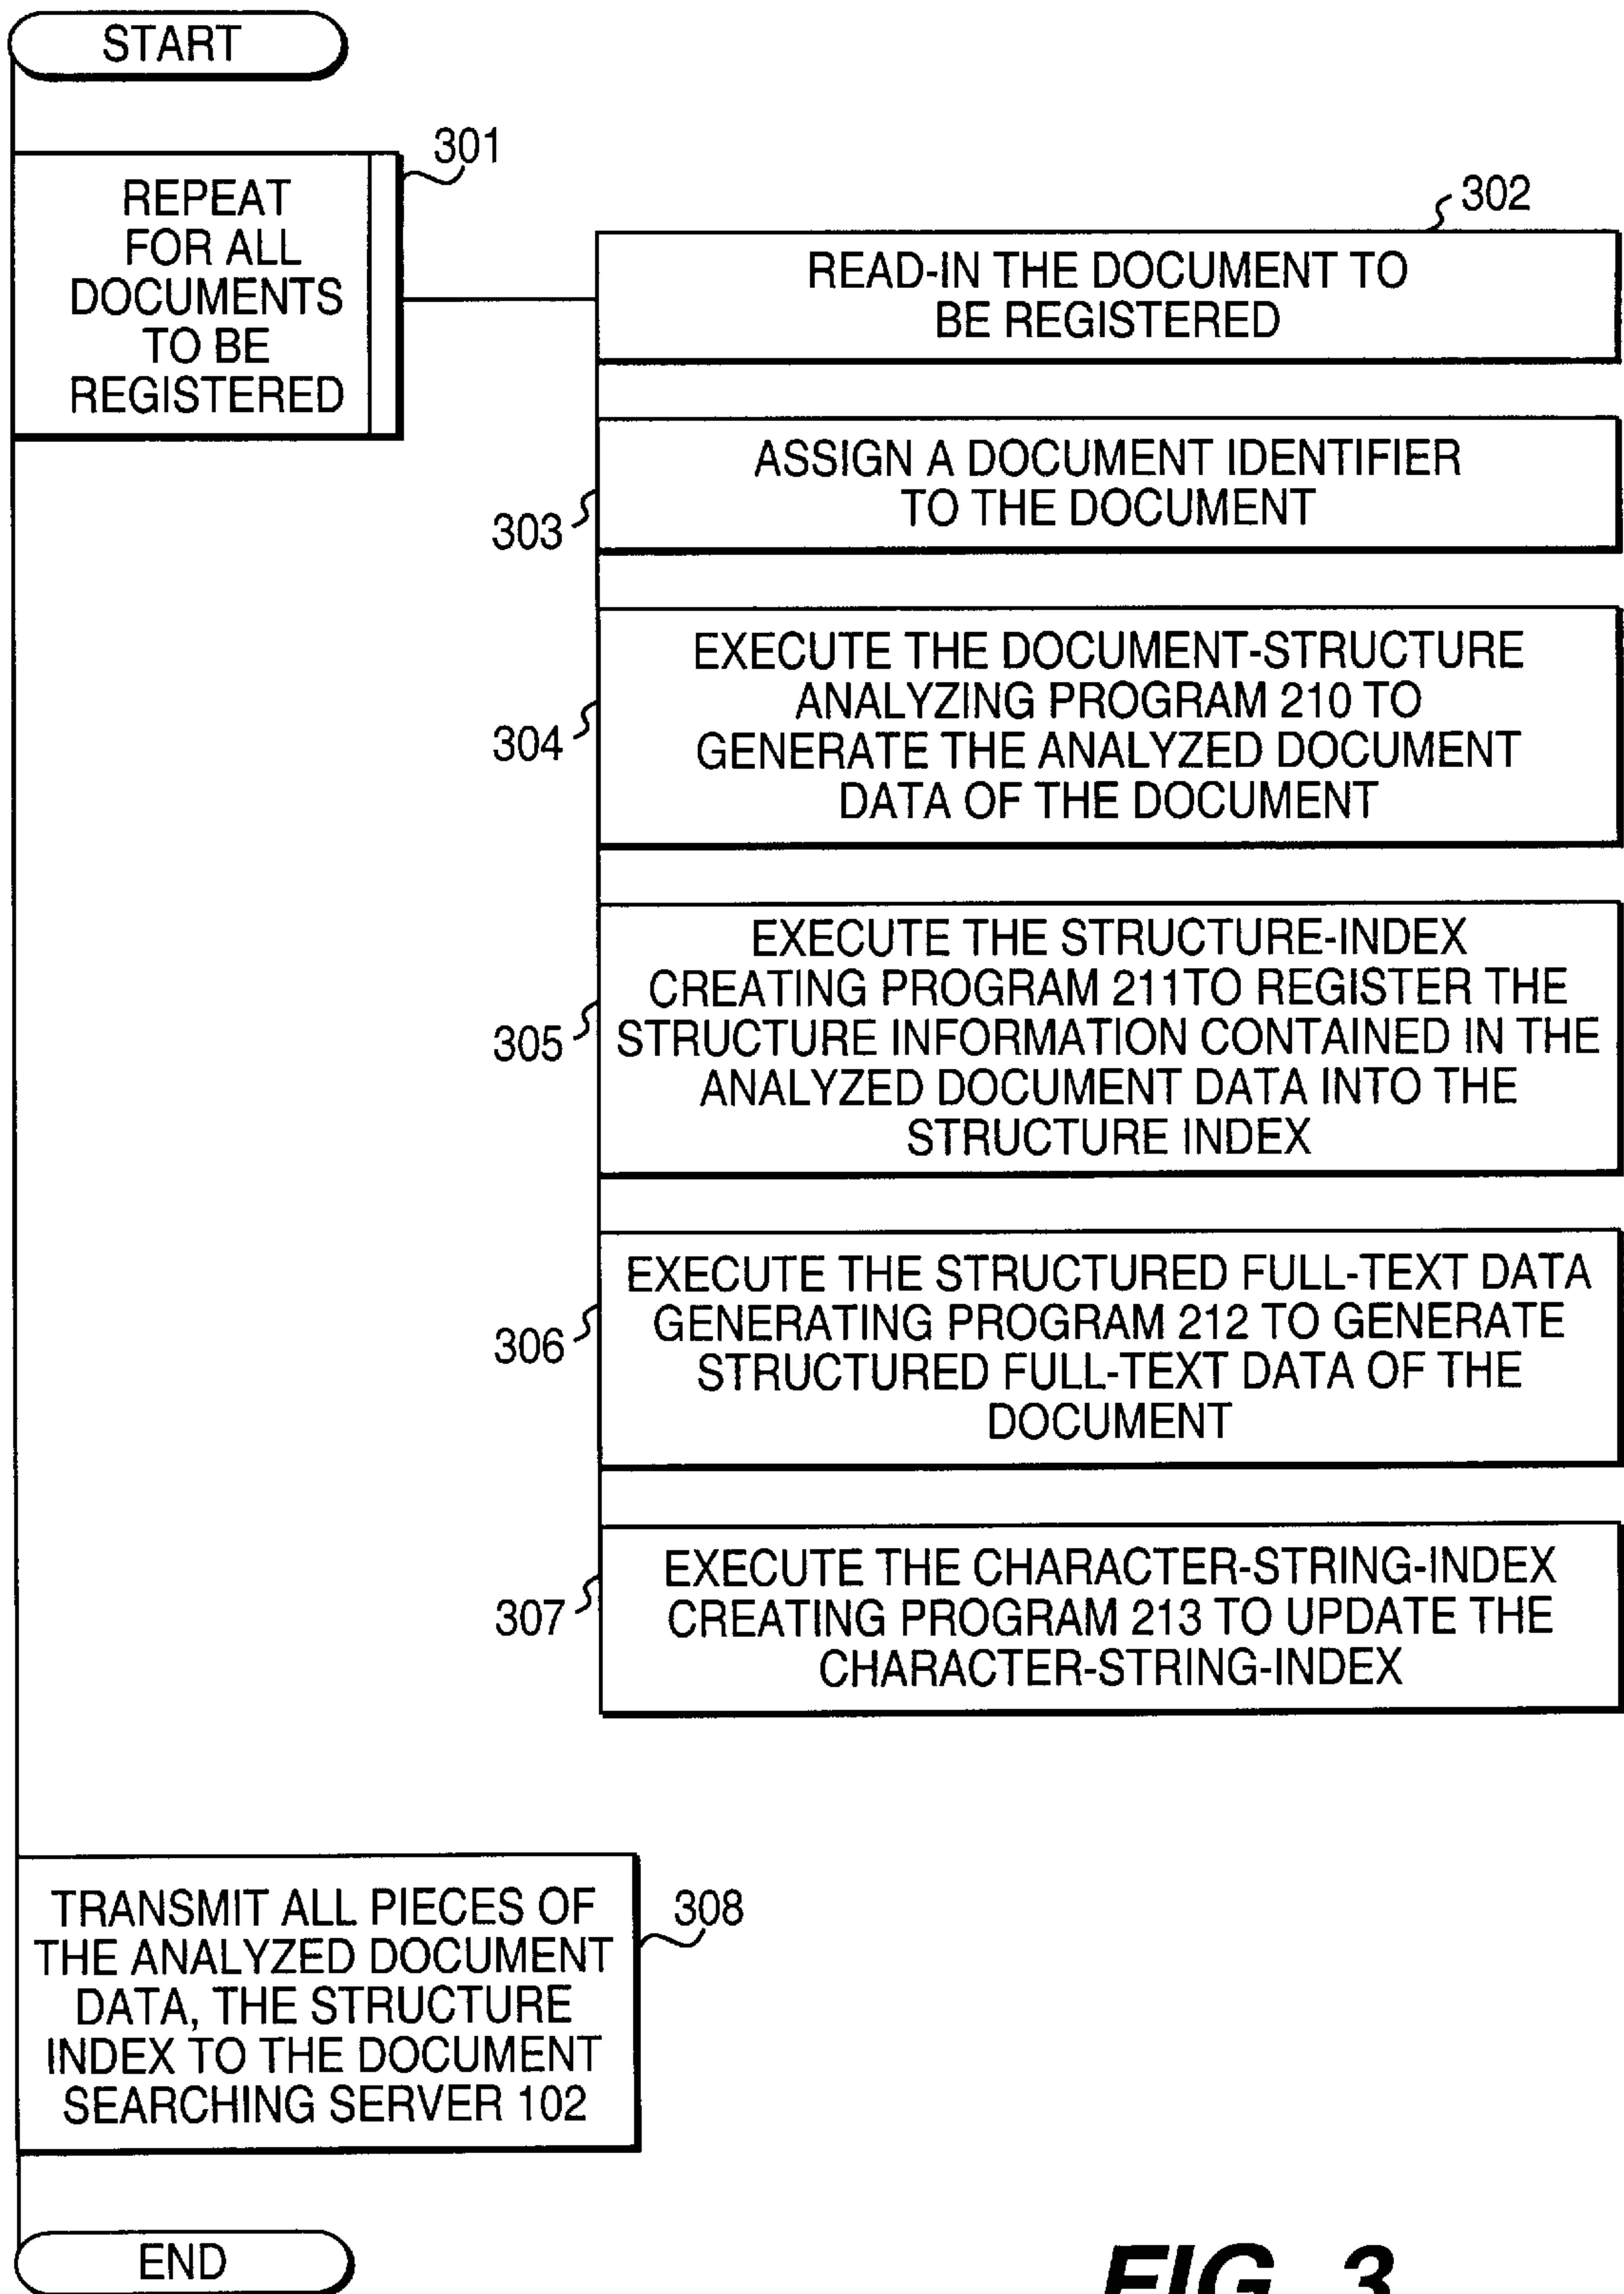 START
301
REPEAT
FOR ALL
DOCUMENTS
TO BE
REGISTERED
302
READ-IN THE DOCUMENT TO
BE REGISTERED
303
ASSIGN A DOCUMENT IDENTIFIER
TO THE DOCUMENT
304
EXECUTE THE DOCUMENT-STRUCTURE
ANALYZING PROGRAM 210 TO
GENERATE THE ANALYZED DOCUMENT
DATA OF THE DOCUMENT
305
EXECUTE THE STRUCTURE-INDEX
CREATING PROGRAM 211TO REGISTER THE
STRUCTURE INFORMATION CONTAINED IN THE
ANALYZED DOCUMENT DATA INTO THE
STRUCTURE INDEX
306
EXECUTE THE STRUCTURED FULL-TEXT DATA
GENERATING PROGRAM 212 TO GENERATE
STRUCTURED FULL-TEXT DATA OF THE
DOCUMENT
307
EXECUTE THE CHARACTER-STRING-INDEX
CREATING PROGRAM 213 TO UPDATE THE
CHARACTER-STRING-INDEX
308
TRANSMIT ALL PIECES OF
THE ANALYZED DOCUMENT
DATA, THE STRUCTURE
INDEX TO THE DOCUMENT
SEARCHING SERVER 102
END
FIG. 3